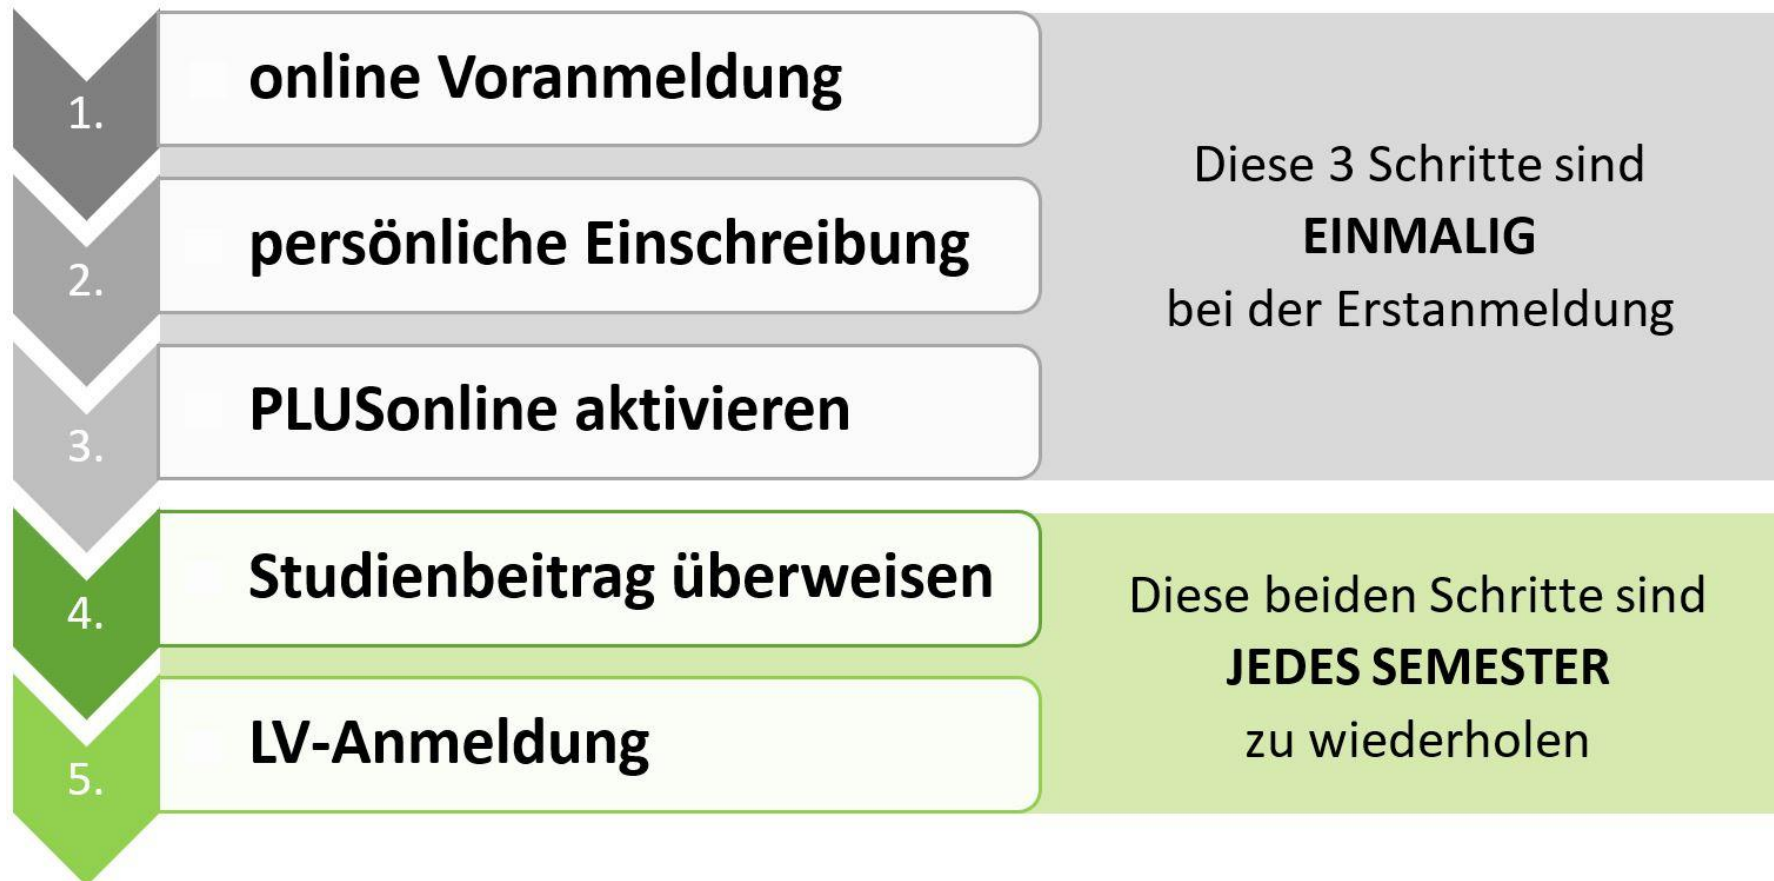 1.
online Voranmeldung
2.
persönliche Einschreibung
3.
PLUSonline aktivieren
Diese 3 Schritte sind
EINMALIG
bei der Erstanmeldung
4.
Studienbeitrag überweisen
5.
LV-Anmeldung
Diese beiden Schritte sind
JEDES SEMESTER
zu wiederholen